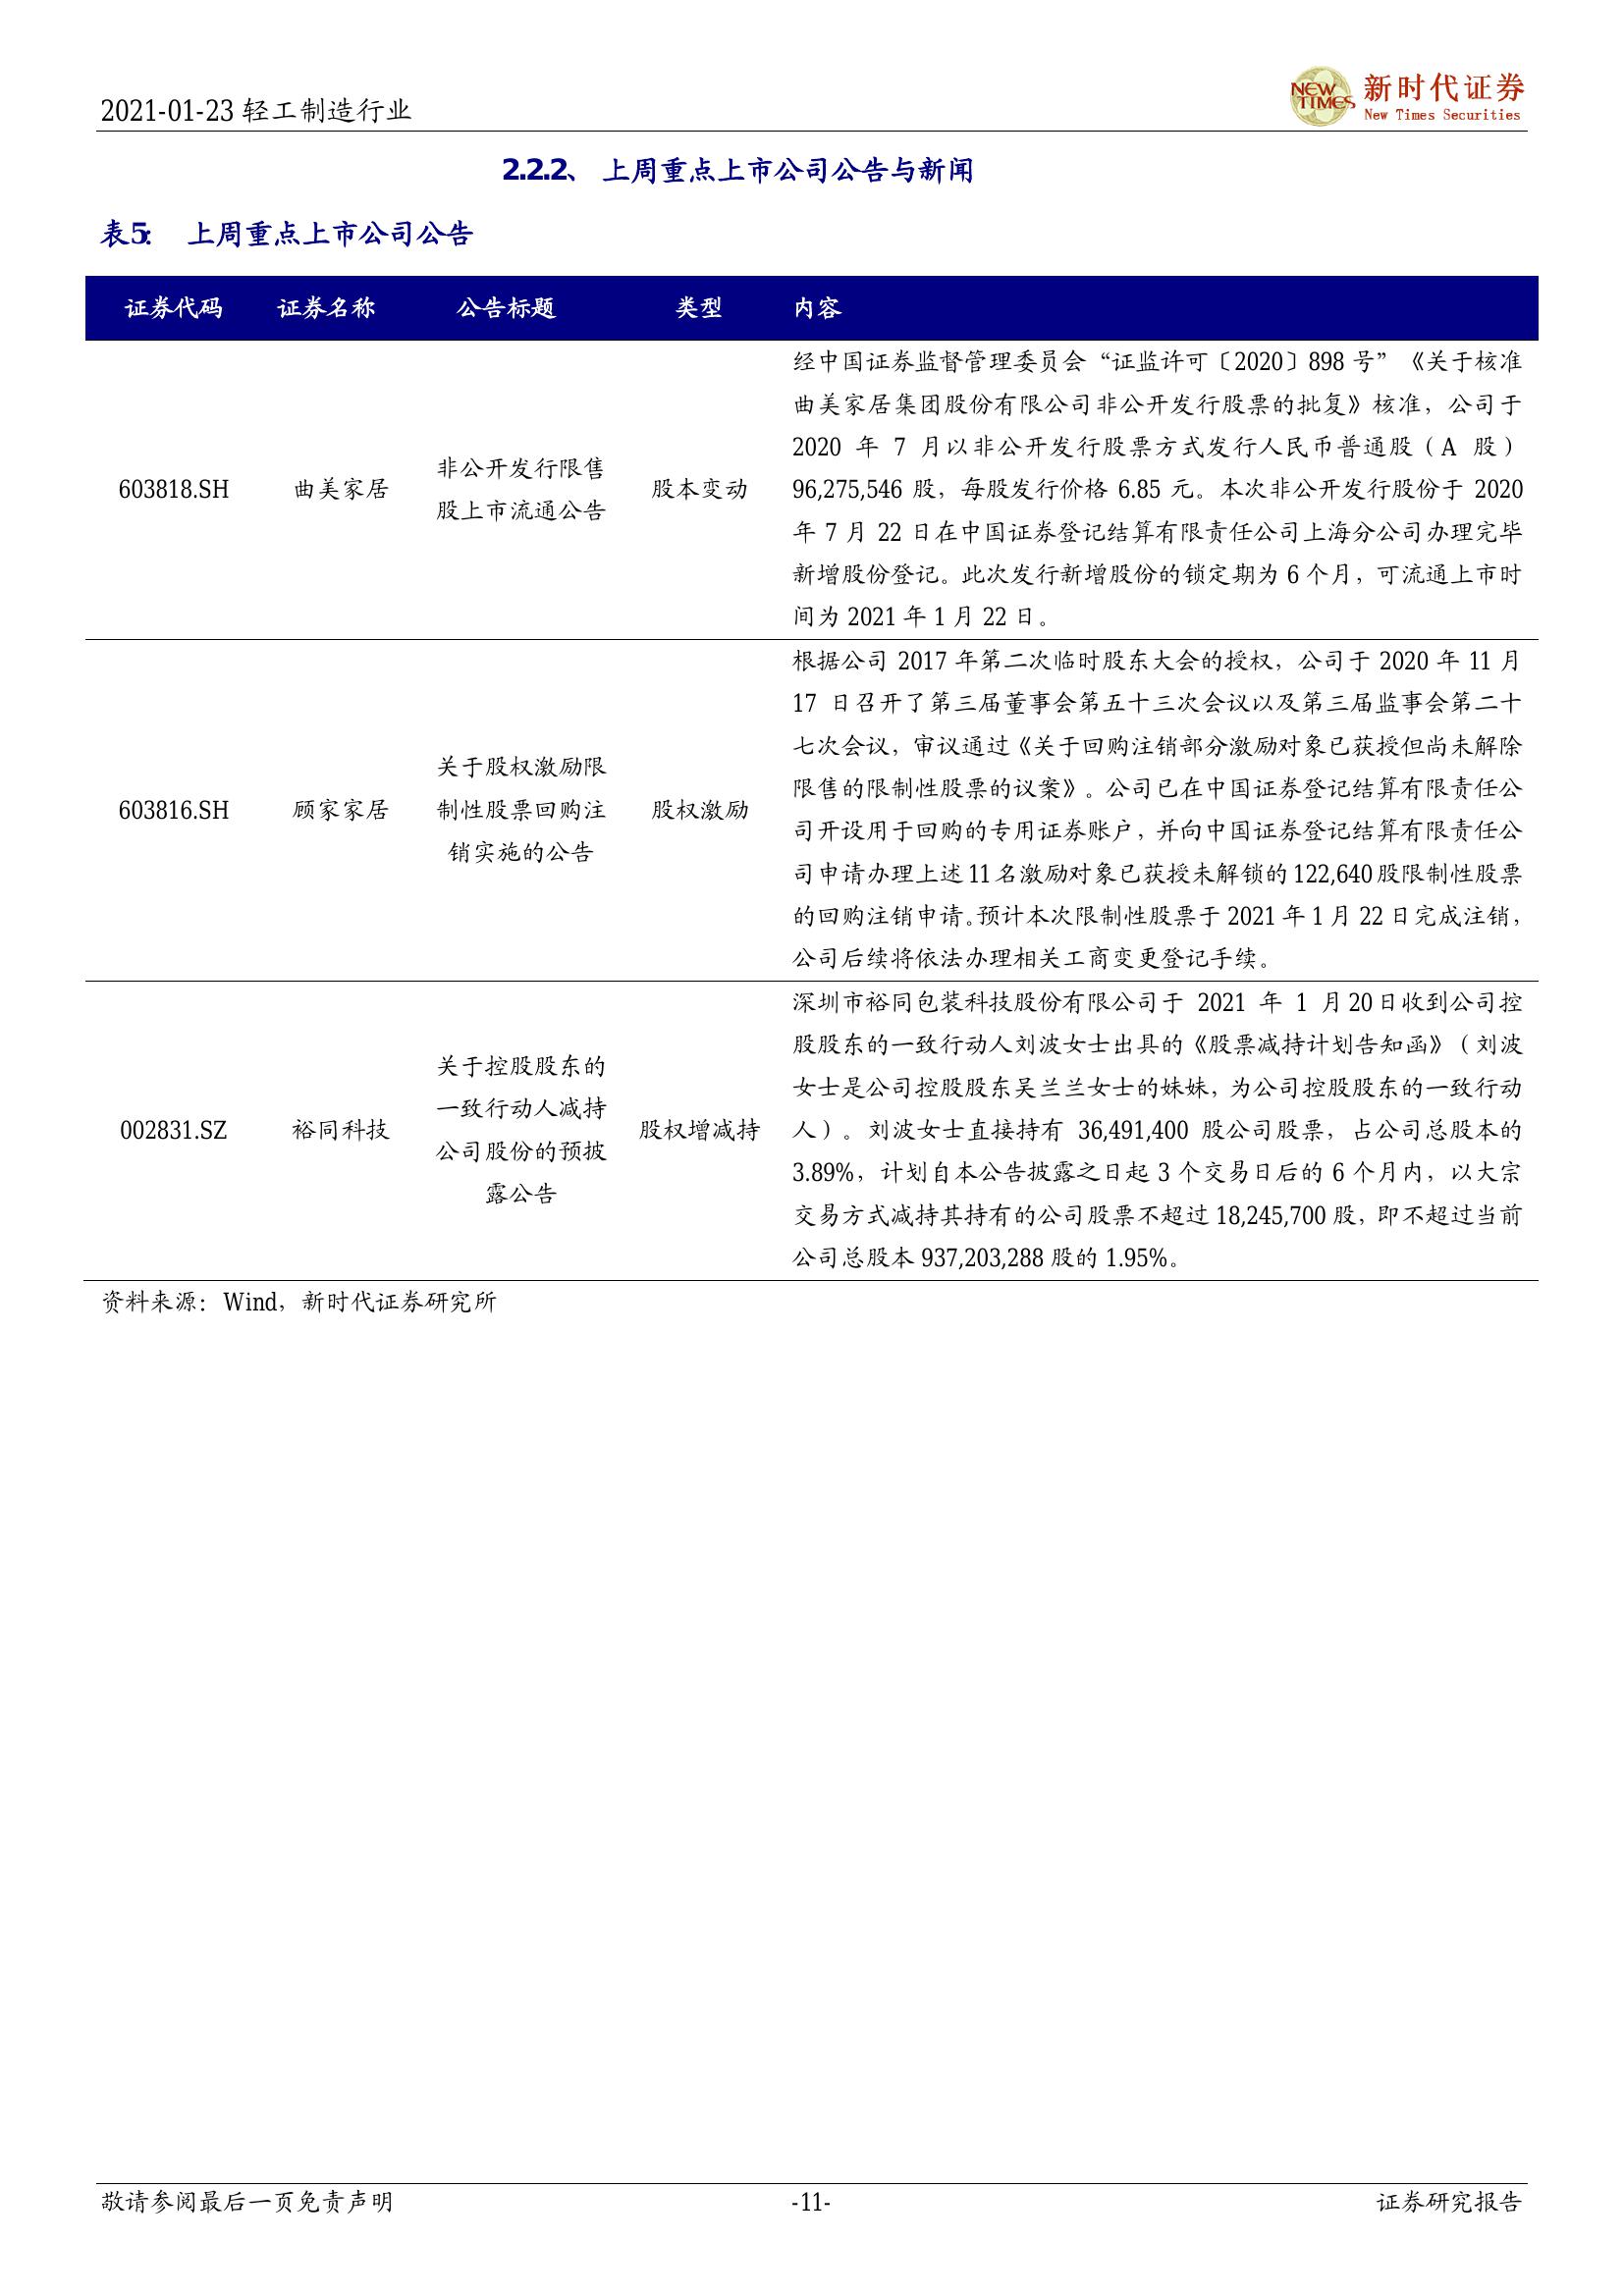 2021-01-23 轻工制造行业
NEW TIMES
新时代证券
New Times Securities
2.2.2、 上周重点上市公司公告与新闻
表5: 上周重点上市公司公告
证券代码 证券名称 公告标题 类型 内容
603818.SH
曲美家居
非公开发行限售
股上市流通公告
股本变动
经中国证券监督管理委员会“证监许可〔2020〕898 号”《关于核准
曲美家居集团股份有限公司非公开发行股票的批复》核准，公司于
2020 年 7 月以非公开发行股票方式发行人民币普通股（A 股）
96,275,546 股，每股发行价格 6.85 元。本次非公开发行股份于 2020
年 7 月 22 日在中国证券登记结算有限责任公司上海分公司办理完毕
新增股份登记。此次发行新增股份的锁定期为 6 个月，可流通上市时
间为 2021 年 1 月 22 日。
603816.SH
顾家家居
关于股权激励限
制性股票回购注
销实施的公告
股权激励
根据公司 2017 年第二次临时股东大会的授权，公司于 2020 年 11 月
17 日召开了第三届董事会第五十三次会议以及第三届监事会第二十
七次会议，审议通过《关于回购注销部分激励对象已获授但尚未解除
限售的限制性股票的议案》。公司已在中国证券登记结算有限责任公
司开设用于回购的专用证券账户，并向中国证券登记结算有限责任公
司申请办理上述 11 名激励对象已获授未解锁的 122,640 股限制性股票
的回购注销申请。预计本次限制性股票于 2021 年 1 月 22 日完成注销，
公司后续将依法办理相关工商变更登记手续。
002831.SZ
裕同科技
关于控股股东的
一致行动人减持
公司股份的预披
露公告
股权增减持
深圳市裕同包装科技股份有限公司于 2021 年 1 月 20 日收到公司控
股股东的一致行动人刘波女士出具的《股票减持计划告知函》（刘波
女士是公司控股股东吴兰兰女士的妹妹，为公司控股股东的一致行动
人）。刘波女士直接持有 36,491,400 股公司股票，占公司总股本的
3.89%，计划自本公告披露之日起 3 个交易日后的 6 个月内，以大宗
交易方式减持其持有的公司股票不超过 18,245,700 股，即不超过当前
公司总股本 937,203,288 股的 1.95%。
资料来源：Wind，新时代证券研究所
敬请参阅最后一页免责声明 -11- 证券研究报告